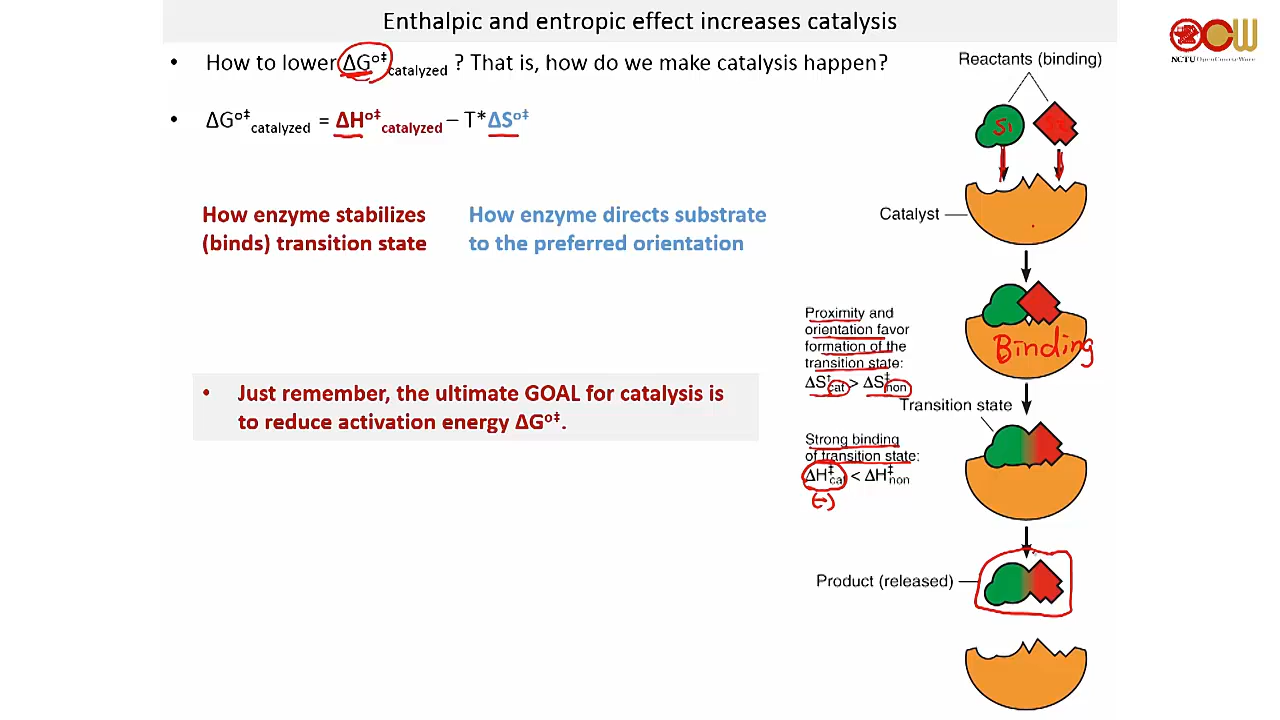 Enthalpic and entropic effect increases catalysis
• How to lower ΔG°‡catalyzed ? That is, how do we make catalysis happen?
• ΔG°‡catalyzed = ΔH°‡catalyzed – T*ΔS°‡
How enzyme stabilizes
(binds) transition state
How enzyme directs substrate
to the preferred orientation
• Just remember, the ultimate GOAL for catalysis is
to reduce activation energy ΔG°‡.
OCW
NCTU OpenCourseWare
Reactants (binding)
S1
Catalyst
Proximity and
orientation favor
formation of the
transition state:
ΔS‡cat > ΔS‡non
Binding
Transition state
Strong binding
of transition state:
ΔH‡cat < ΔH‡non
(-)
Product (released)